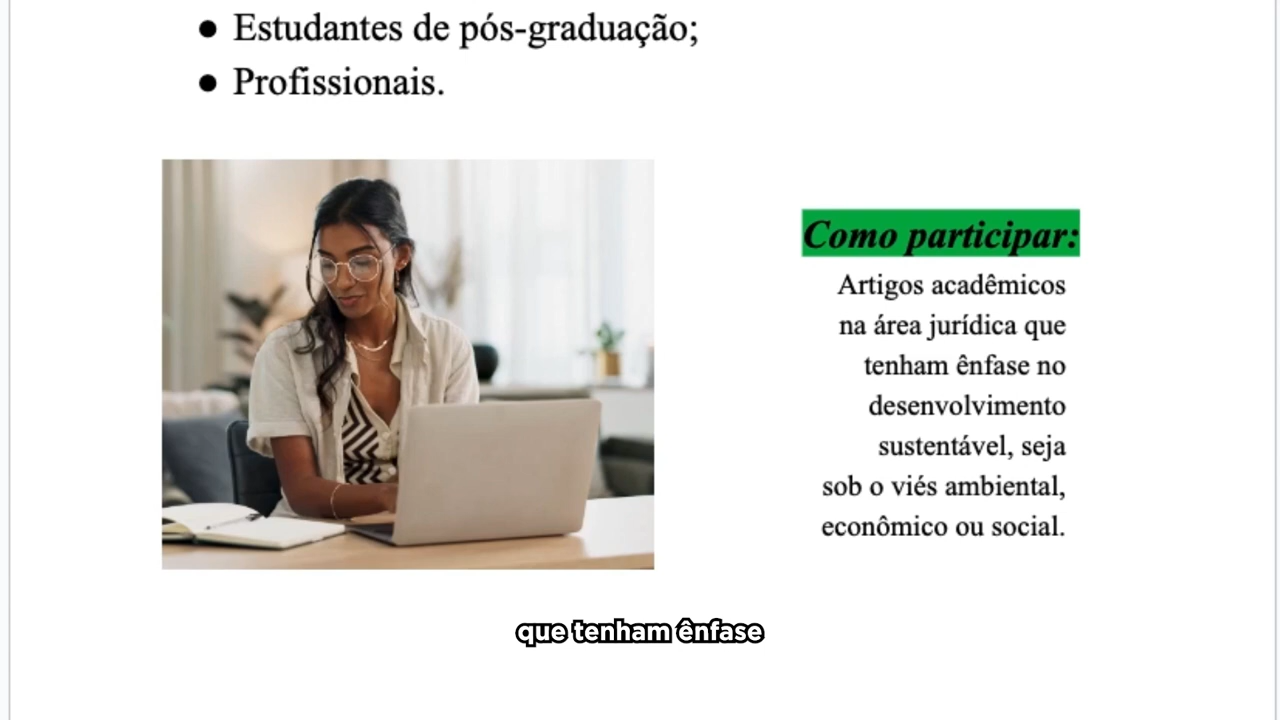 ● Estudantes de pós-graduação;
● Profissionais.
Como participar:
Artigos acadêmicos
na área jurídica que
tenham ênfase no
desenvolvimento
sustentável, seja
sob o viés ambiental,
econômico ou social.
que tenham ênfase